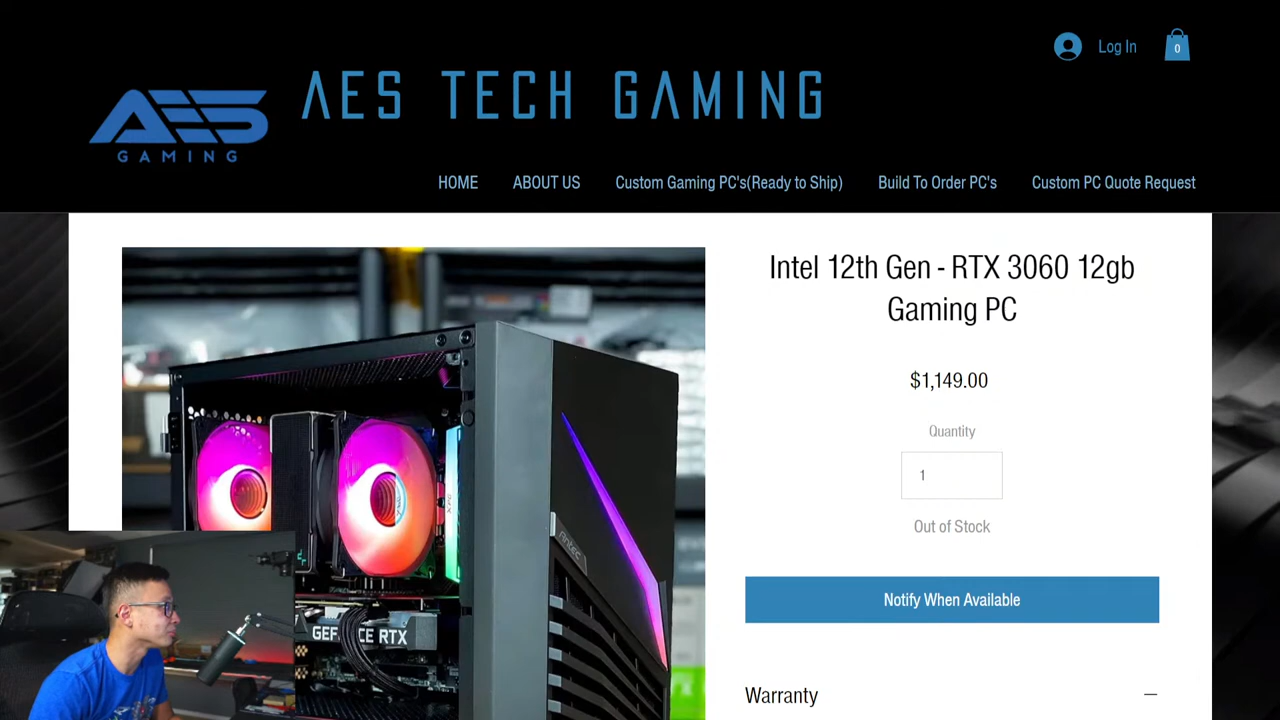 Log In
0
AES TECH GAMING
AES
GAMING
HOME
ABOUT US
Custom Gaming PC's(Ready to Ship)
Build To Order PC's
Custom PC Quote Request
Intel 12th Gen - RTX 3060 12gb
Gaming PC
$1,149.00
Quantity
1
Out of Stock
Notify When Available
Warranty
Antec
GEFORCE RTX